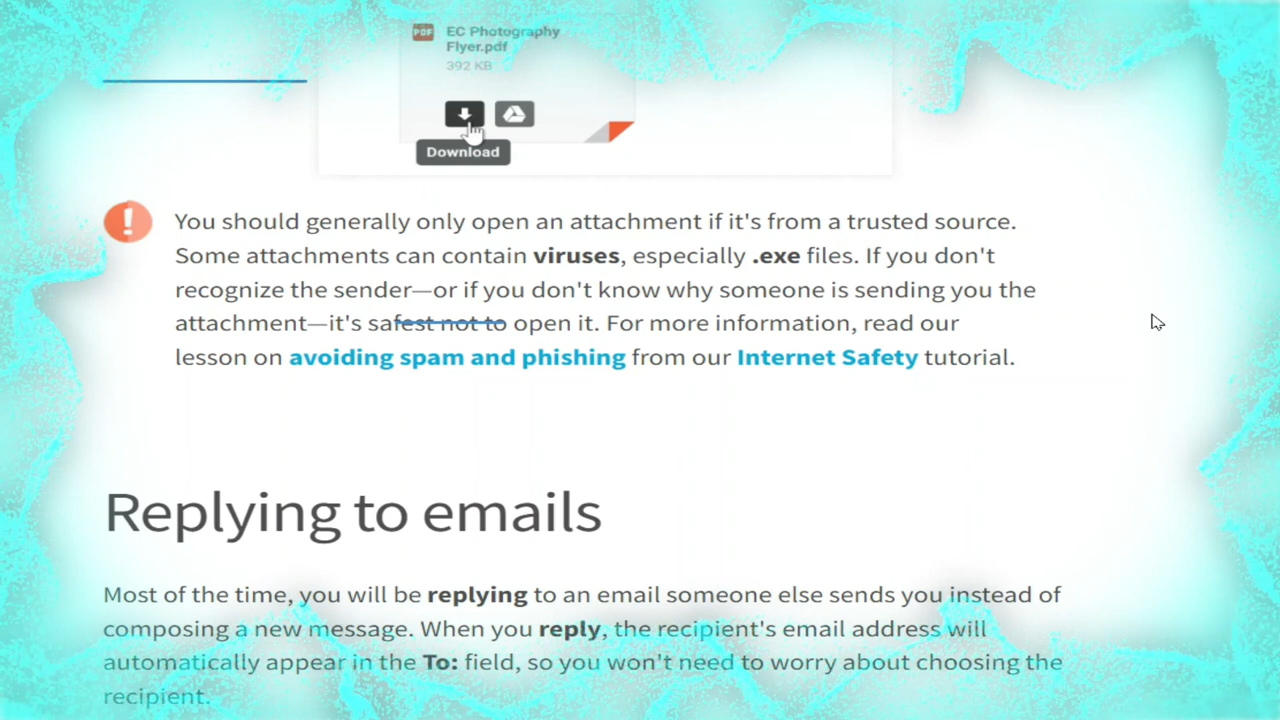 PDF EC Photography
Flyer.pdf
392 KB
Download
You should generally only open an attachment if it's from a trusted source.
Some attachments can contain viruses, especially .exe files. If you don't
recognize the sender—or if you don't know why someone is sending you the
attachment—it's safest not to open it. For more information, read our
lesson on avoiding spam and phishing from our Internet Safety tutorial.
Replying to emails
Most of the time, you will be replying to an email someone else sends you instead of
composing a new message. When you reply, the recipient's email address will
automatically appear in the To: field, so you won't need to worry about choosing the
recipient.